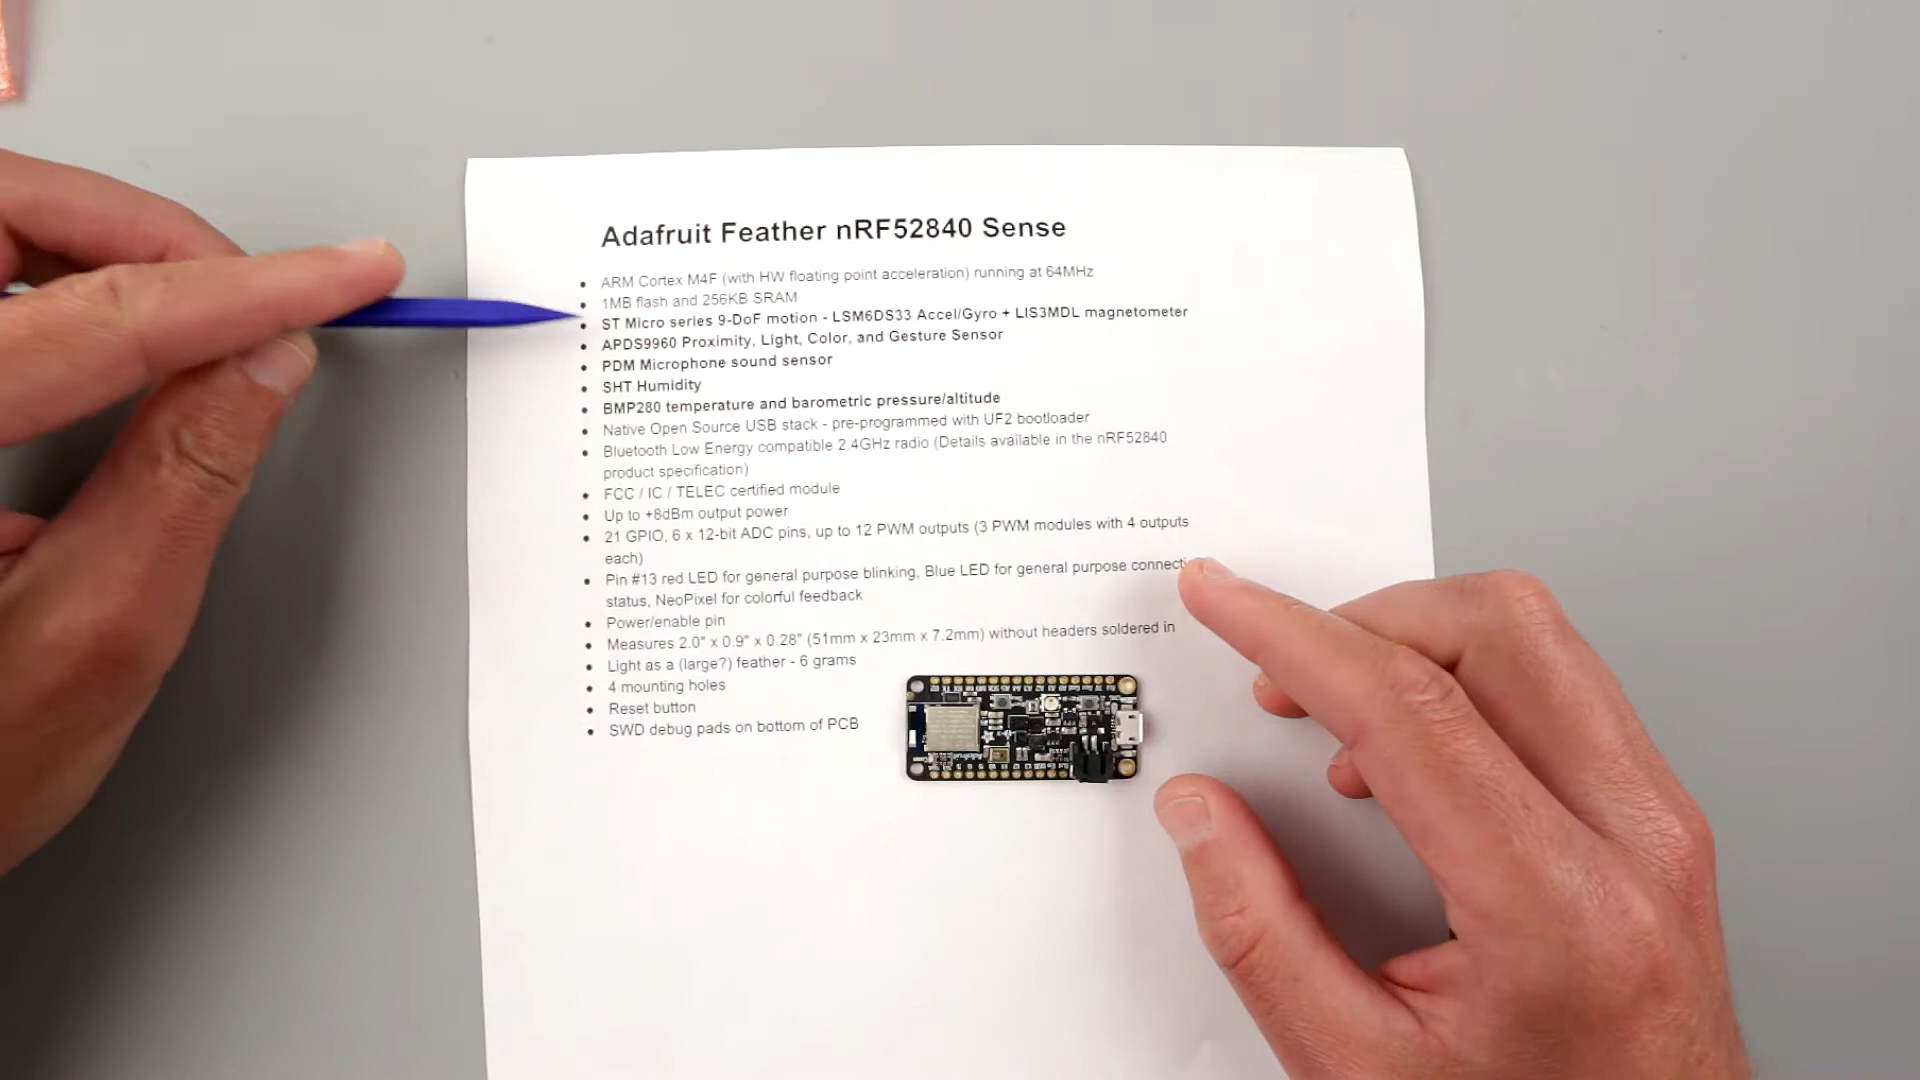 Adafruit Feather nRF52840 Sense
ARM Cortex M4F (with HW floating point acceleration) running at 64MHz
1MB flash and 256KB SRAM
ST Micro series 9-DoF motion - LSM6DS33 Accel/Gyro + LIS3MDL magnetometer
APDS9960 Proximity, Light, Color, and Gesture Sensor
PDM Microphone sound sensor
SHT Humidity
BMP280 temperature and barometric pressure/altitude
Native Open Source USB stack - pre-programmed with UF2 bootloader
Bluetooth Low Energy compatible 2.4GHz radio (Details available in the nRF52840
product specification)
FCC / IC / TELEC certified module
Up to +8dBm output power
21 GPIO, 6 x 12-bit ADC pins, up to 12 PWM outputs (3 PWM modules with 4 outputs
each)
Pin #13 red LED for general purpose blinking, Blue LED for general purpose
status, NeoPixel for colorful feedback
Power/enable pin
Measures 2.0" x 0.9" x 0.28" (51mm x 23mm x 7.2mm) without headers soldered in
Light as a (large?) feather - 6 grams
4 mounting holes
Reset button
SWD debug pads on bottom of PCB